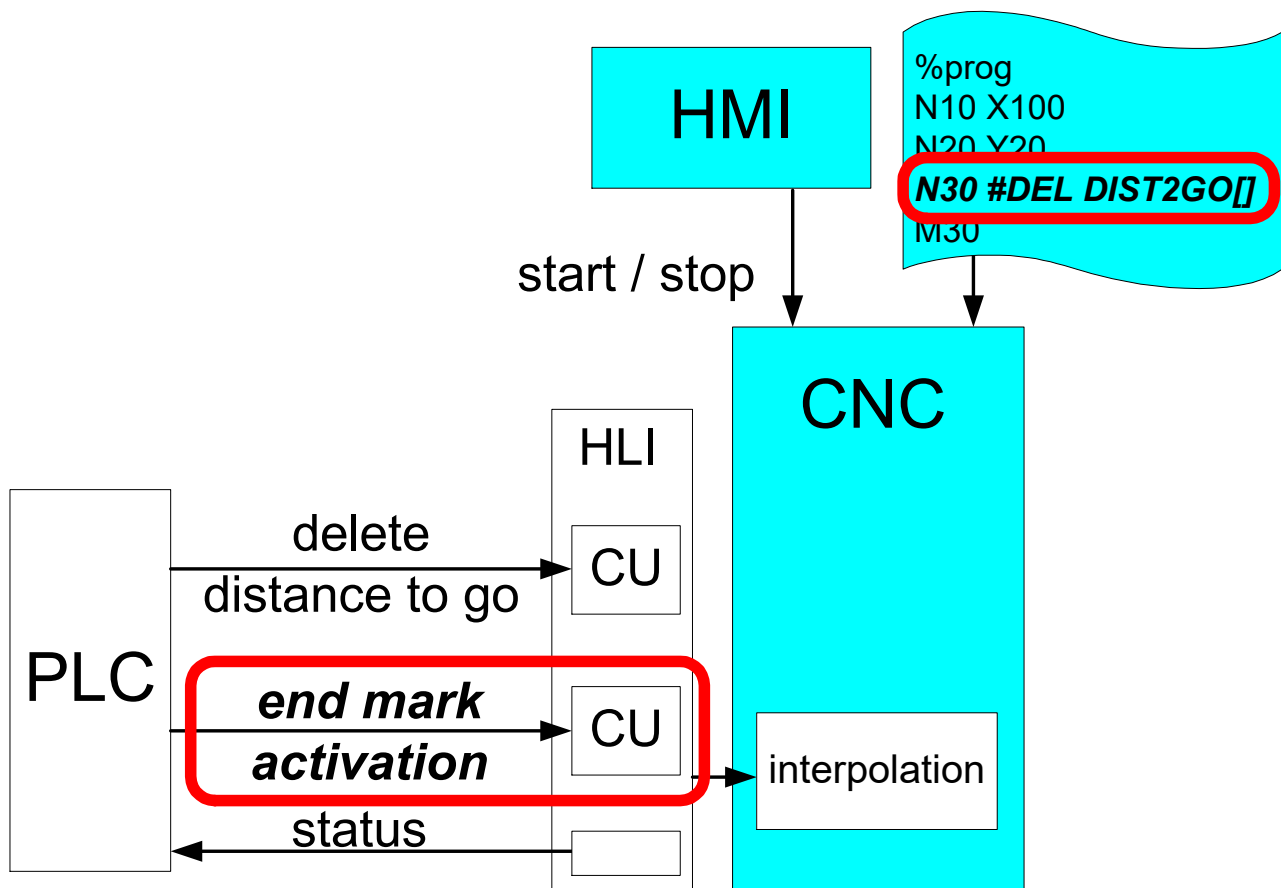 HMI
%prog
N10 X100
N20 Y20
N30 #DEL DIST2GO[]
M30
start / stop
CNC
HLI
delete
distance to go
CU
PLC
end mark
activation
CU
interpolation
status